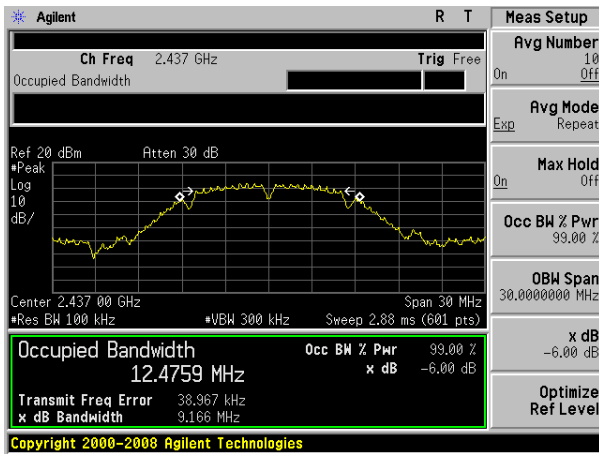 Agilent R T
Ch Freq 2.437 GHz Trig Free
Occupied Bandwidth
Ref 20 dBm Atten 30 dB
#Peak
Log
10
dB/
Center 2.437 00 GHz Span 30 MHz
#Res BW 100 kHz #VBW 300 kHz Sweep 2.88 ms (601 pts)
Occupied Bandwidth Occ BW % Pwr 99.00 %
12.4759 MHz x dB -6.00 dB
Transmit Freq Error 38.967 kHz
x dB Bandwidth 9.166 MHz
Copyright 2000-2008 Agilent Technologies
Meas Setup
Avg Number
10
On Off
Avg Mode
Exp Repeat
Max Hold
On Off
Occ BW % Pwr
99.00 %
OBW Span
30.0000000 MHz
x dB
-6.00 dB
Optimize
Ref Level